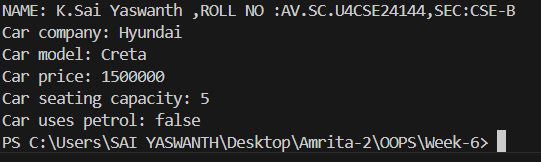 NAME: K.Sai Yaswanth ,ROLL NO :AV.SC.U4CSE24144,SEC:CSE-B
Car company: Hyundai
Car model: Creta
Car price: 1500000
Car seating capacity: 5
Car uses petrol: false
PS C:\Users\SAI YASWANTH\Desktop\Amrita-2\OOPS\Week-6>